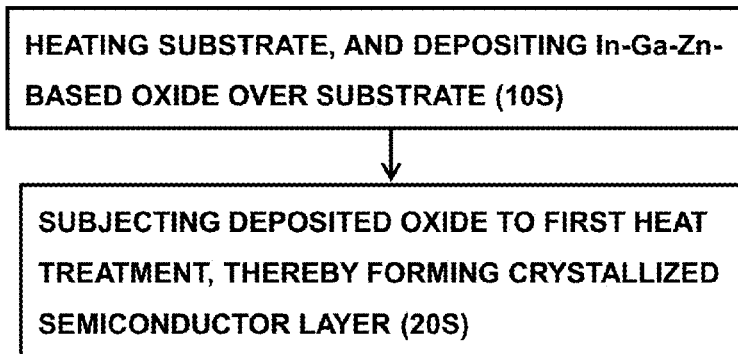 HEATING SUBSTRATE, AND DEPOSITING In-Ga-Zn-
BASED OXIDE OVER SUBSTRATE (10S)
SUBJECTING DEPOSITED OXIDE TO FIRST HEAT
TREATMENT, THEREBY FORMING CRYSTALLIZED
SEMICONDUCTOR LAYER (20S)